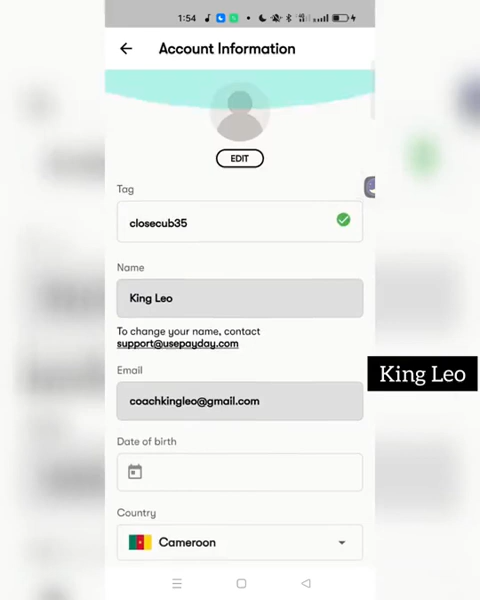 1:54
Account Information
EDIT
Tag
closecub35
Name
King Leo
To change your name, contact
support@usepayday.com
King Leo
Email
coachkingleo@gmail.com
Date of birth
Country
Cameroon